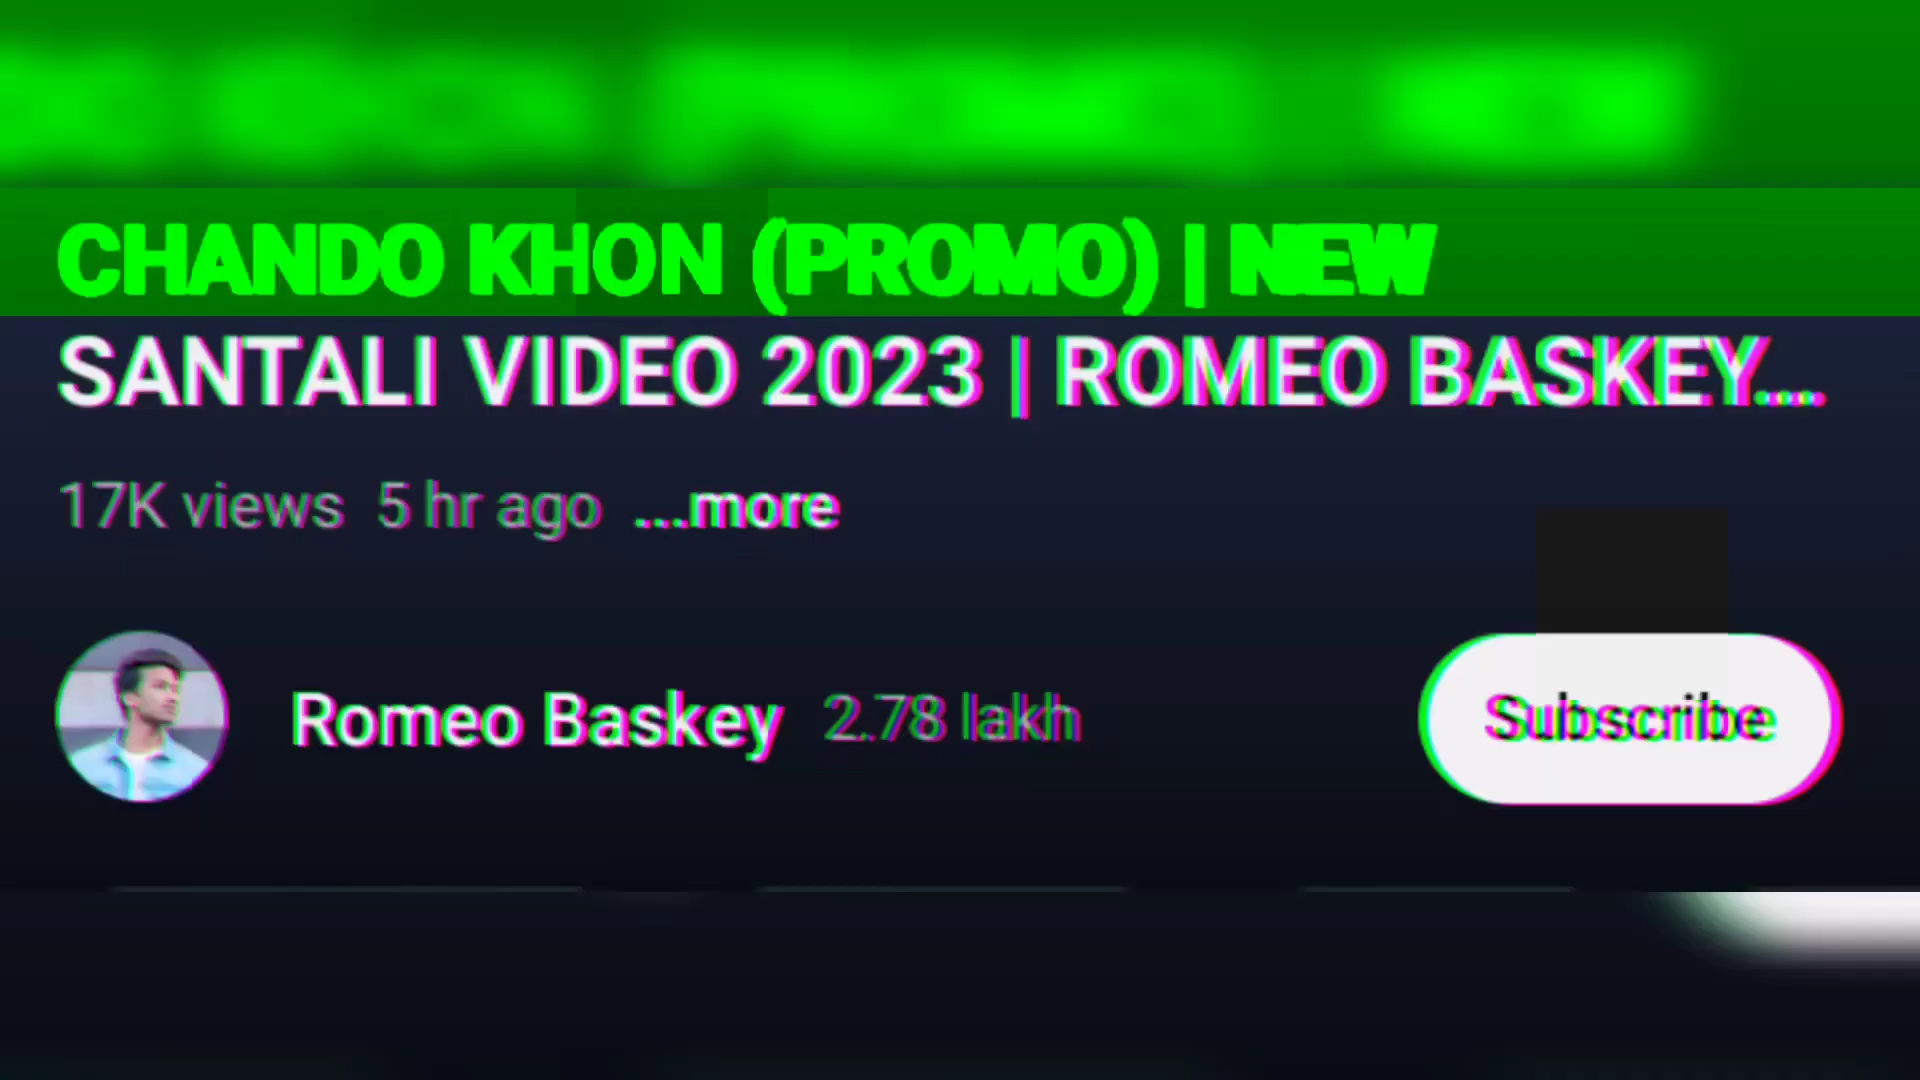 CHANDO KHON (PROMO) | NEW
SANTALI VIDEO 2023 | ROMEO BASKEY....
17K views 5 hr ago ...more
Romeo Baskey 2.78 lakh
Subscribe